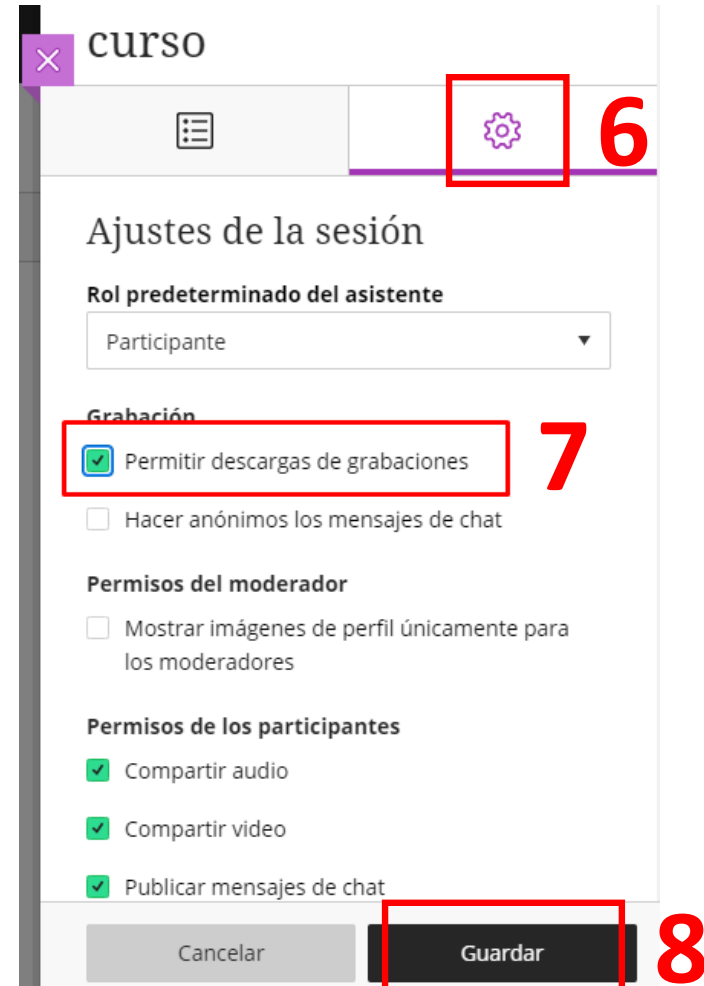 curso
6
Ajustes de la sesión
Rol predeterminado del asistente
Participante
Grabación
Permitir descargas de grabaciones
7
Hacer anónimos los mensajes de chat
Permisos del moderador
Mostrar imágenes de perfil únicamente para
los moderadores
Permisos de los participantes
Compartir audio
Compartir video
Publicar mensajes de chat
Cancelar
Guardar
8